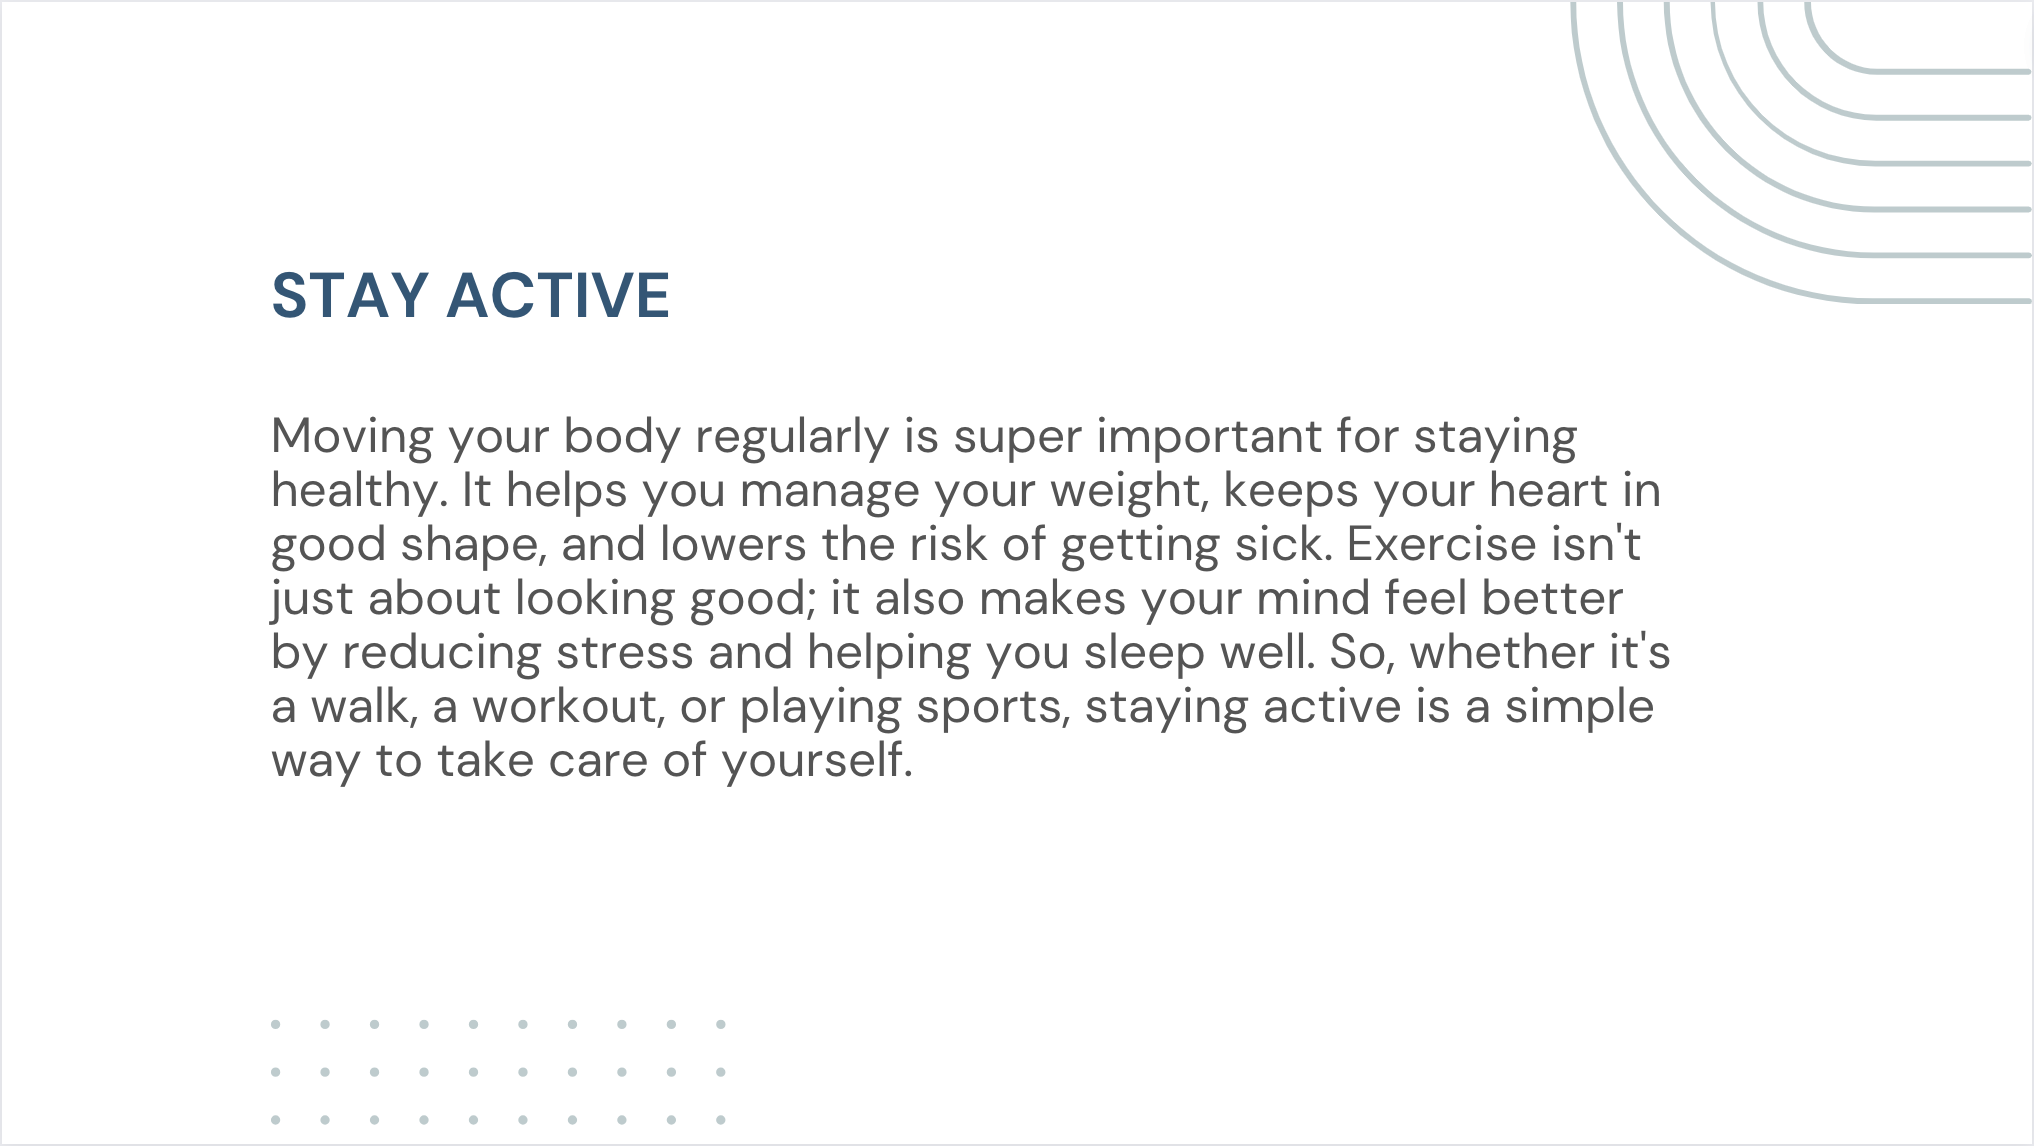 STAY ACTIVE
Moving your body regularly is super important for staying
healthy. It helps you manage your weight, keeps your heart in
good shape, and lowers the risk of getting sick. Exercise isn't
just about looking good; it also makes your mind feel better
by reducing stress and helping you sleep well. So, whether it's
a walk, a workout, or playing sports, staying active is a simple
way to take care of yourself.